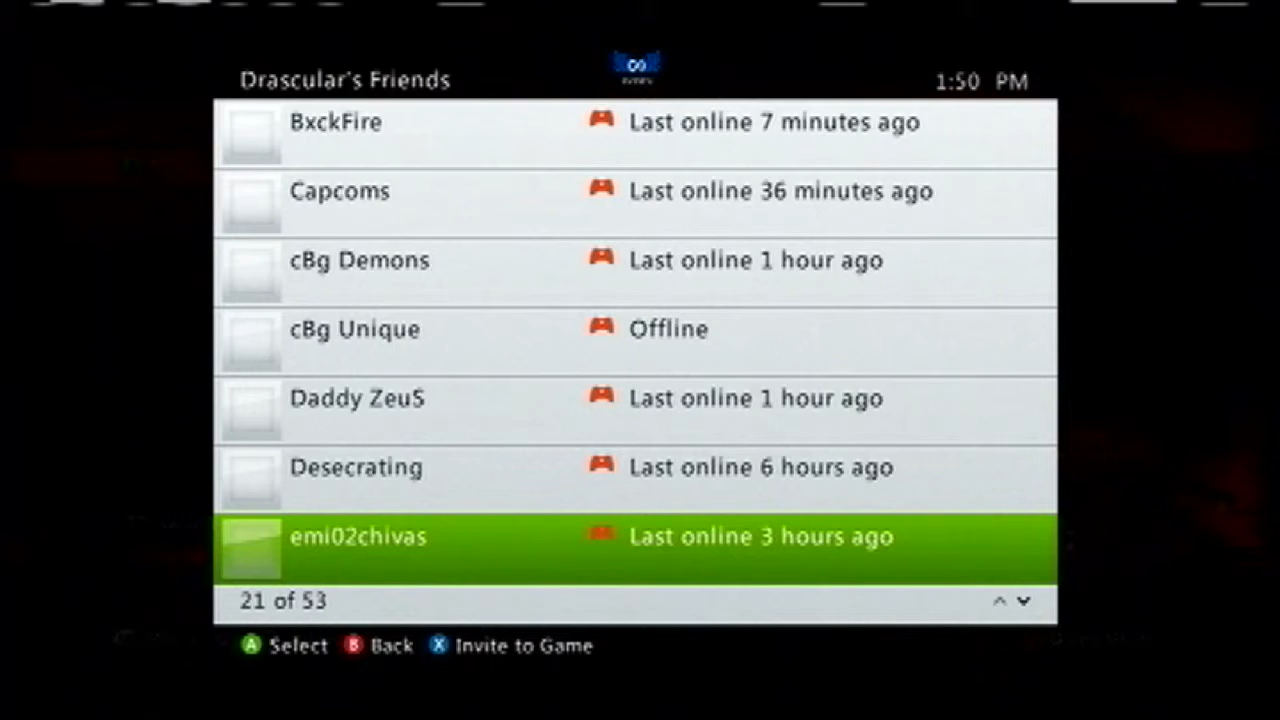 Drascular's Friends
1:50 PM
BxckFire Last online 7 minutes ago
Capcoms Last online 36 minutes ago
cBg Demons Last online 1 hour ago
cBg Unique Offline
Daddy ZeuS Last online 1 hour ago
Desecrating Last online 6 hours ago
emi02chivas Last online 3 hours ago
21 of 53
A Select B Back X Invite to Game